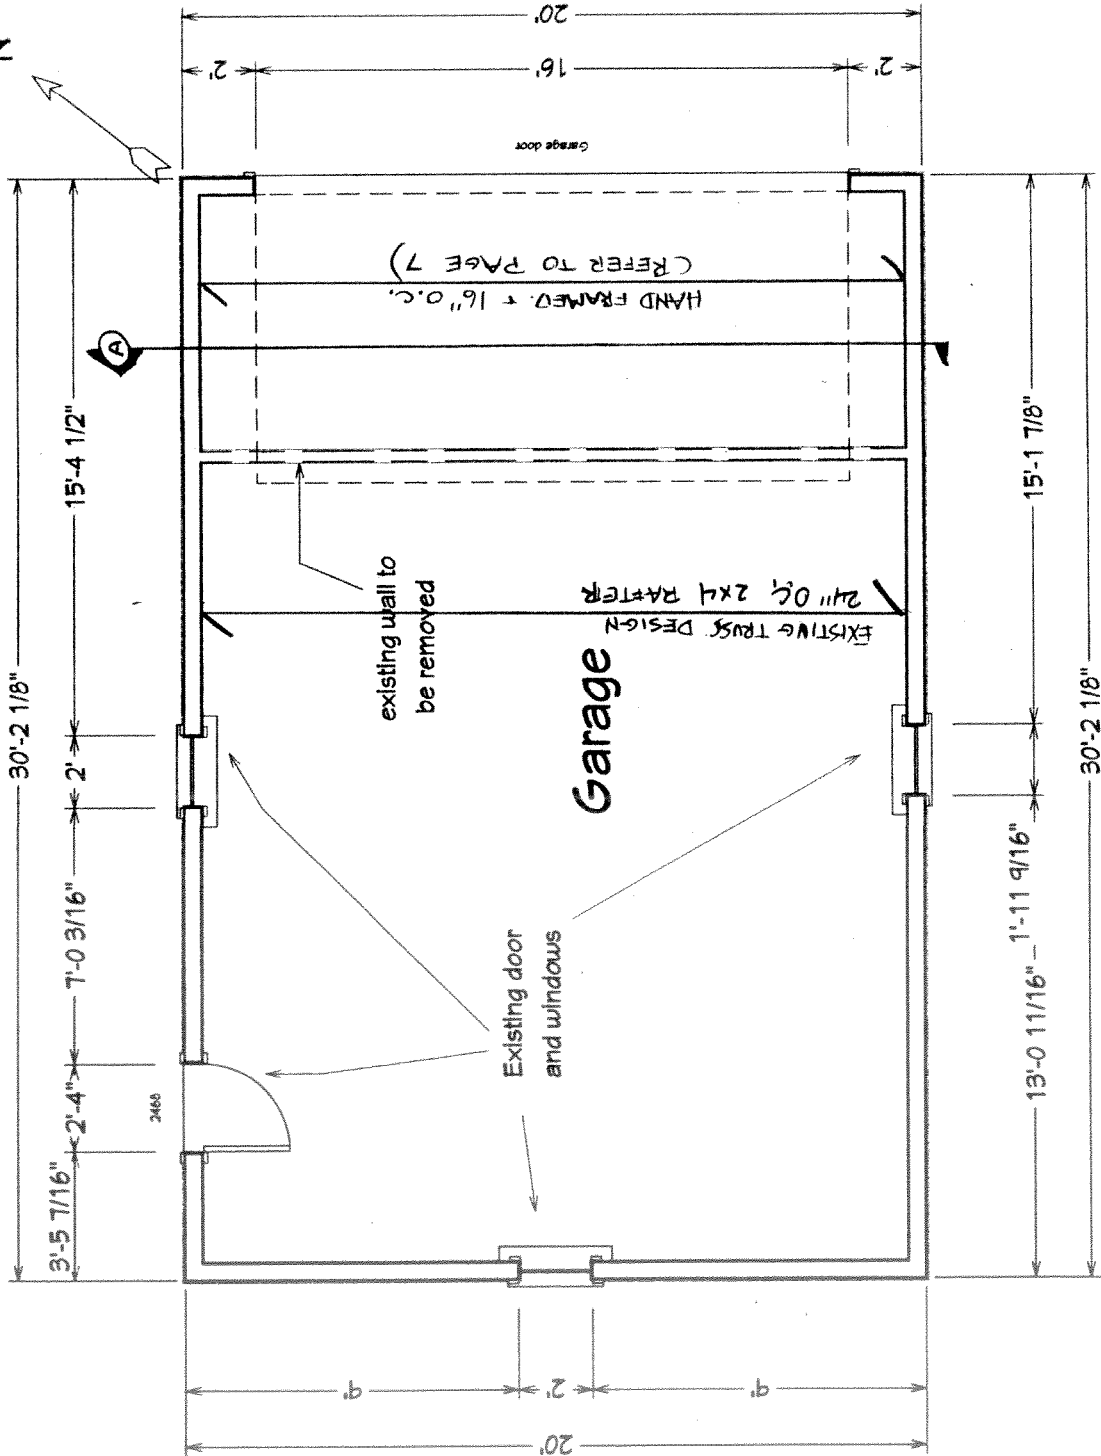 N
20'
2'
16'
2'
Garage door
30'-2 1/8"
15'-4 1/2"
2'
7'-0 3/16"
2'-4"
3'-5 7/16"
2468
A
HAND FRAMED + 16" O.C.
(REFER TO PAGE 7)
existing wall to
be removed
EXISTING TRUSS DESIGN
24" O.C, 2X4 RAFTER
Garage
Existing door
and windows
15'-1 7/8"
1'-11 9/16"
13'-0 11/16"
30'-2 1/8"
9'
2'
9'
20'